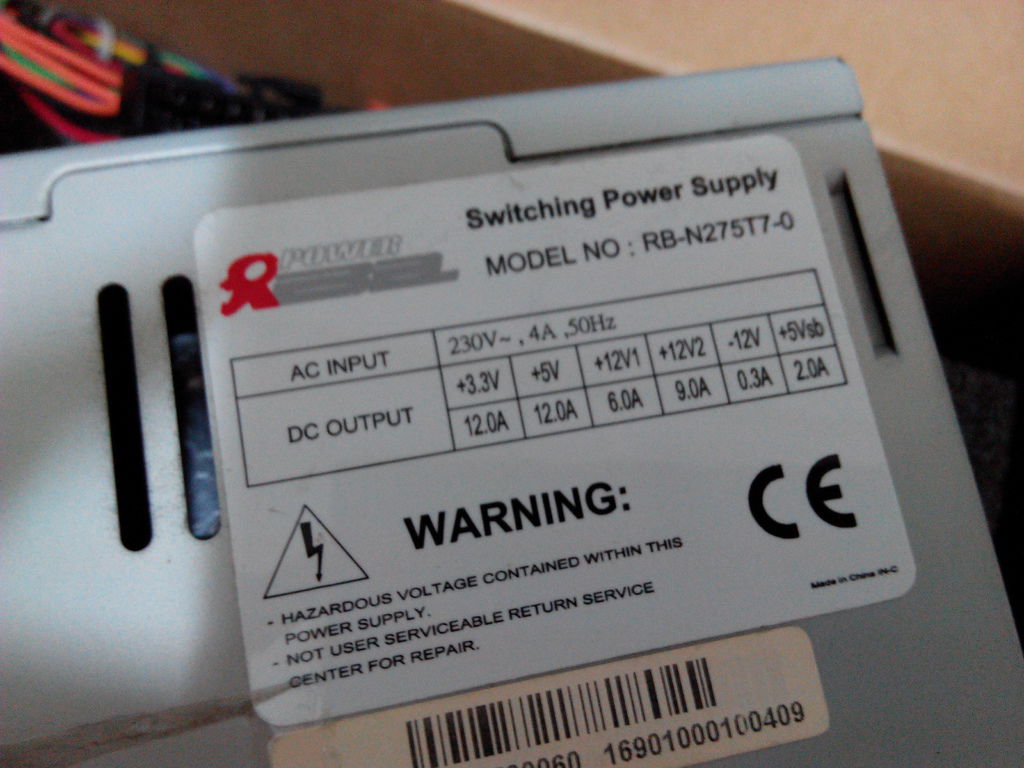 Switching Power Supply
POWER
MODEL NO : RB-N275T7-0
AC INPUT 230V~ , 4A ,50Hz
DC OUTPUT +3.3V +5V +12V1 +12V2 -12V +5Vsb
12.0A 12.0A 6.0A 9.0A 0.3A 2.0A
WARNING:
CE
- HAZARDOUS VOLTAGE CONTAINED WITHIN THIS
POWER SUPPLY.
- NOT USER SERVICEABLE RETURN SERVICE
CENTER FOR REPAIR.
Made in China IN-C
16901000100409